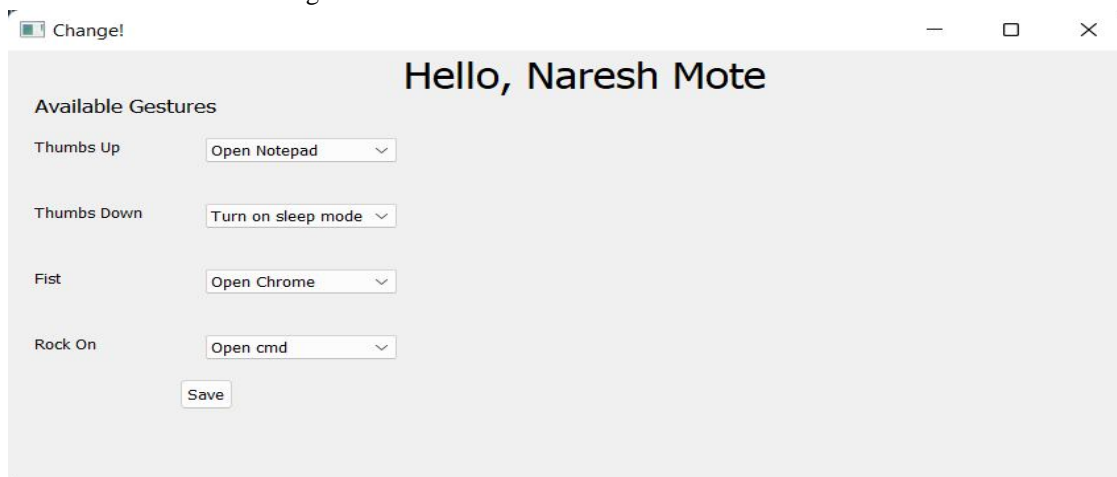 Change!
Hello, Naresh Mote
Available Gestures
Thumbs Up Open Notepad
Thumbs Down Turn on sleep mode
Fist Open Chrome
Rock On Open cmd
Save